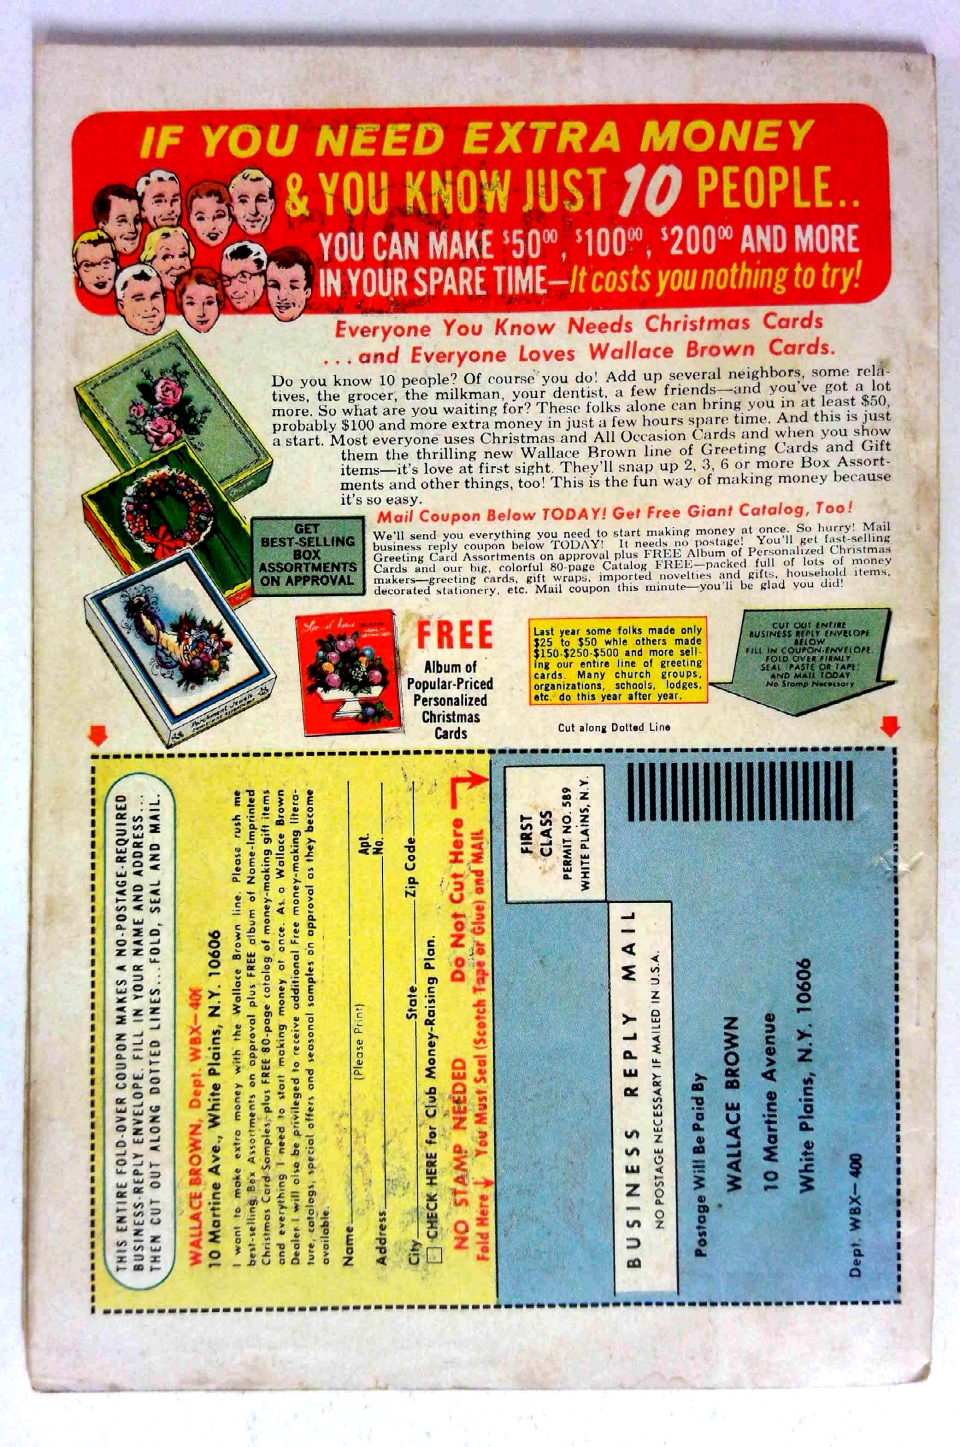 IF YOU NEED EXTRA MONEY
& YOU KNOW JUST 10 PEOPLE..
YOU CAN MAKE $50⁰⁰, $100⁰⁰, $200⁰⁰ AND MORE
IN YOUR SPARE TIME—It costs you nothing to try!
Everyone You Know Needs Christmas Cards
...and Everyone Loves Wallace Brown Cards.
Do you know 10 people? Of course you do! Add up several neighbors, some rela-
tives, the grocer, the milkman, your dentist, a few friends—and you've got a lot
more. So what are you waiting for? These folks alone can bring you in at least $50,
probably $100 and more extra money in just a few hours spare time. And this is just
a start. Most everyone uses Christmas and All Occasion Cards and when you show
them the thrilling new Wallace Brown line of Greeting Cards and Gift
items—it's love at first sight. They'll snap up 2, 3, 6 or more Box Assort-
ments and other things, too! This is the fun way of making money because
it's so easy.
Mail Coupon Below TODAY! Get Free Giant Catalog, Too!
We'll send you everything you need to start making money at once. So hurry! Mail
business reply coupon below TODAY! It needs no postage! You'll get fast-selling
Greeting Card Assortments on approval plus FREE Album of Personalized Christmas
Cards and our big, colorful 80-page Catalog FREE—packed full of lots of money
makers—greeting cards, gift wraps, imported novelties and gifts, household items,
decorated stationery, etc. Mail coupon this minute—you'll be glad you did!
GET
BEST-SELLING
BOX
ASSORTMENTS
ON APPROVAL
FREE
Album of
Popular-Priced
Personalized
Christmas
Cards
Last year some folks made only
$25 to $50 while others made
$150-$250-$500 and more sell-
ing our entire line of greeting
cards. Many church groups,
organizations, schools, lodges,
etc. do this year after year.
CUT OUT ENTIRE
BUSINESS REPLY ENVELOPE
BELOW
FILL IN COUPON-ENVELOPE,
FOLD OVER FIRMLY,
SEAL (PASTE OR TAPE)
AND MAIL TODAY
No Stamp Necessary
Cut along Dotted Line
THIS ENTIRE FOLD-OVER COUPON MAKES A NO-POSTAGE-REQUIRED
BUSINESS-REPLY ENVELOPE. FILL IN YOUR NAME AND ADDRESS...
THEN CUT OUT ALONG DOTTED LINES...FOLD, SEAL AND MAIL.
WALLACE BROWN, Dept. WBX—400
10 Martine Ave., White Plains, N.Y. 10606
I want to make extra money with the Wallace Brown line. Please rush me
best-selling Box Assortments on approval plus FREE album of Name-Imprinted
Christmas Card Samples, plus FREE 80-page catalog of money-making gift items
and everything I need to start making money at once. As a Wallace Brown
Dealer I will also be privileged to receive additional Free money-making litera-
ture, catalogs, special offers and seasonal samples on approval as they become
available.
Name
(Please Print)
Apt.
No.
Address
City State Zip Code
CHECK HERE for Club Money-Raising Plan.
NO STAMP NEEDED Do Not Cut Here
Fold Here You Must Seal (Scotch Tape or Glue) and MAIL
FIRST
CLASS
PERMIT NO. 589
WHITE PLAINS, N.Y.
BUSINESS REPLY MAIL
NO POSTAGE NECESSARY IF MAILED IN U.S.A.
Postage Will Be Paid By
WALLACE BROWN
10 Martine Avenue
White Plains, N.Y. 10606
Dept. WBX—400